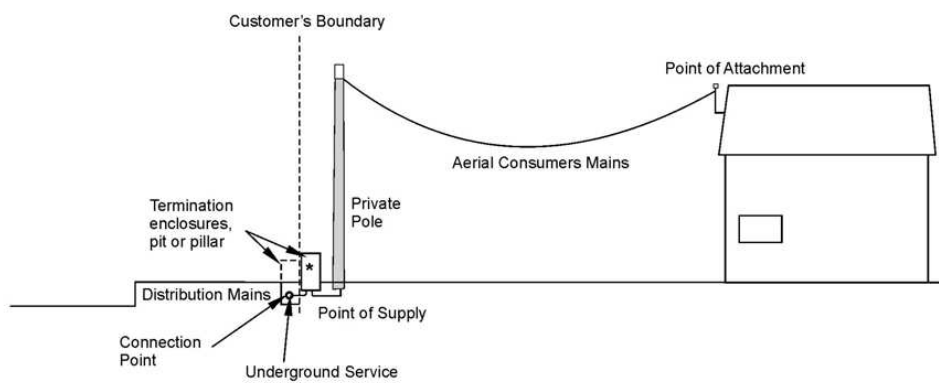 Customer's Boundary
Point of Attachment
Aerial Consumers Mains
Termination
enclosures,
pit or pillar
Private
Pole
*
Distribution Mains
Point of Supply
Connection
Point
Underground Service